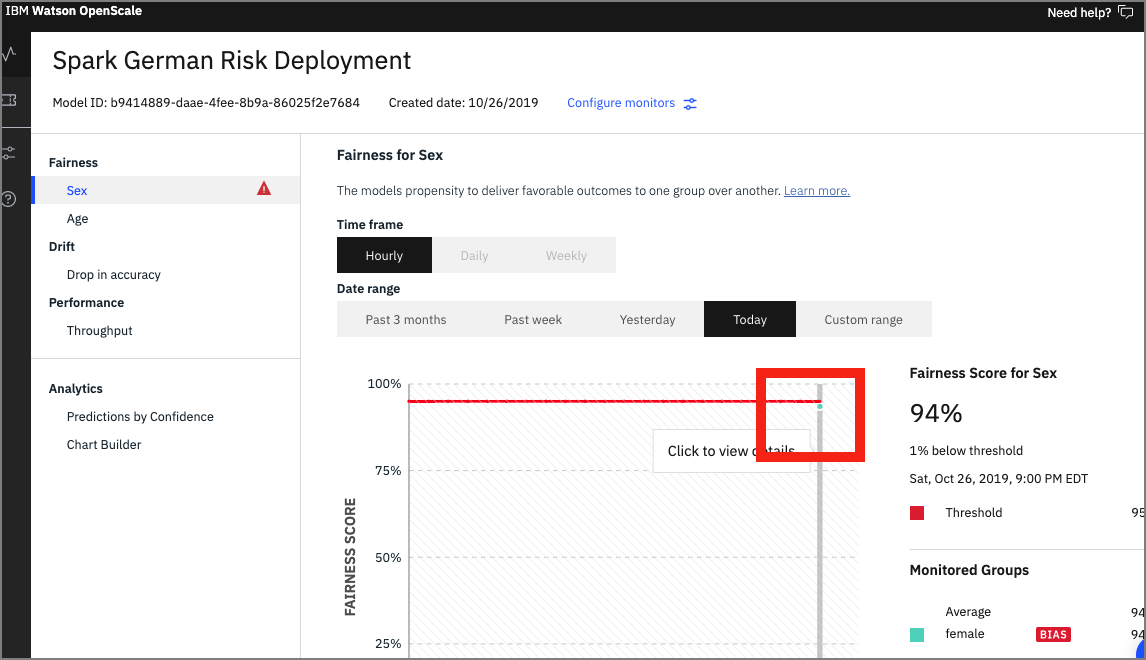 IBM Watson OpenScale
Need help?
Spark German Risk Deployment
Model ID: b9414889-daae-4fee-8b9a-86025f2e7684
Created date: 10/26/2019
Configure monitors
Fairness
Sex
Age
Drift
Drop in accuracy
Performance
Throughput
Analytics
Predictions by Confidence
Chart Builder
Fairness for Sex
The models propensity to deliver favorable outcomes to one group over another. Learn more.
Time frame
Hourly Daily Weekly
Date range
Past 3 months Past week Yesterday Today Custom range
100%
75%
50%
25%
FAIRNESS SCORE
Click to view details
Fairness Score for Sex
94%
1% below threshold
Sat, Oct 26, 2019, 9:00 PM EDT
Threshold 95
Monitored Groups
Average 94
female BIAS 94